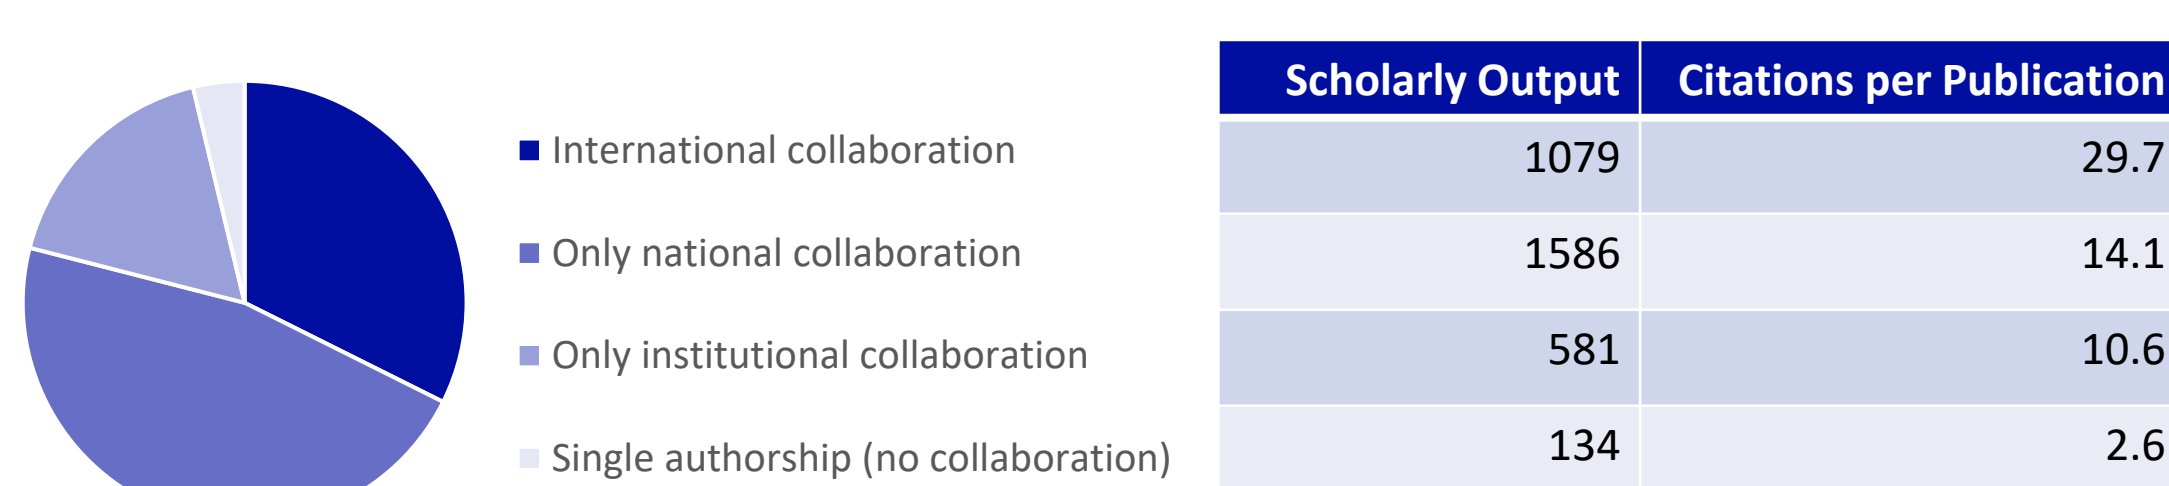 International collaboration
Only national collaboration
Only institutional collaboration
Single authorship (no collaboration)
Scholarly Output Citations per Publication
1079 29.7
1586 14.1
581 10.6
134 2.6